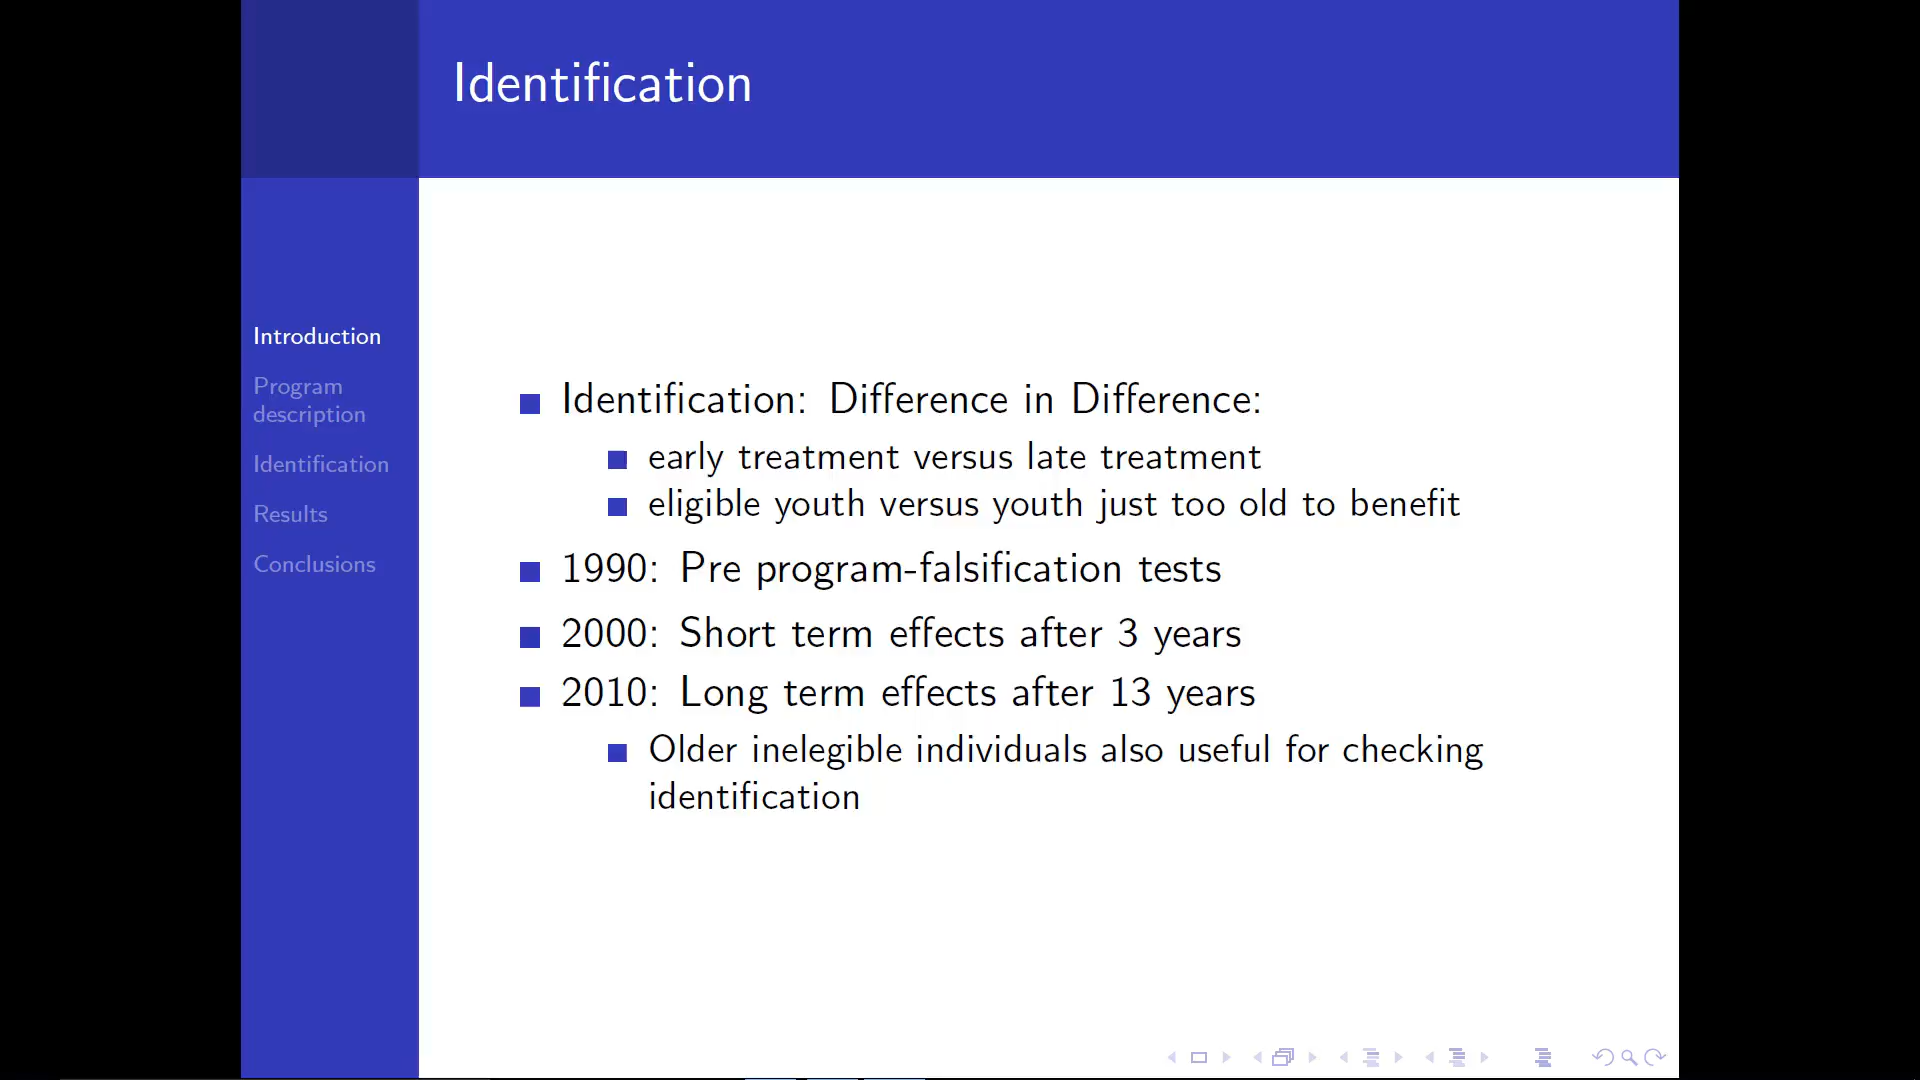 Identification
Introduction
Program
description
Identification
Results
Conclusions
Identification: Difference in Difference:
early treatment versus late treatment
eligible youth versus youth just too old to benefit
1990: Pre program-falsification tests
2000: Short term effects after 3 years
2010: Long term effects after 13 years
Older inelegible individuals also useful for checking
identification